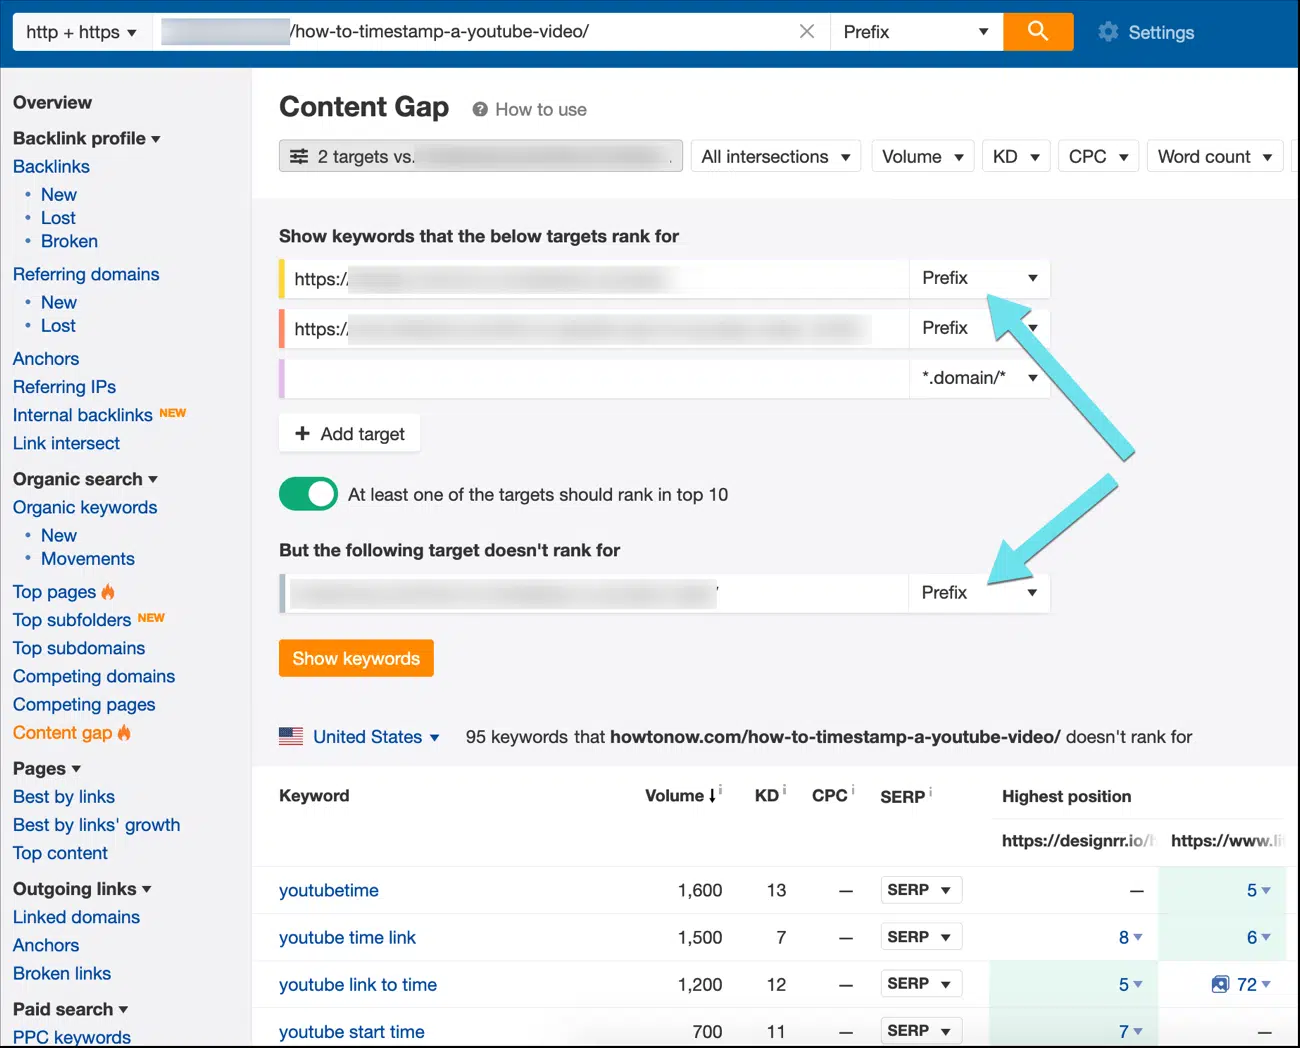 http + https /how-to-timestamp-a-youtube-video/ Prefix Settings
Overview
Backlink profile
Backlinks
New
Lost
Broken
Referring domains
New
Lost
Anchors
Referring IPs
Internal backlinks NEW
Link intersect
Organic search
Organic keywords
New
Movements
Top pages
Top subfolders NEW
Top subdomains
Competing domains
Competing pages
Content gap
Pages
Best by links
Best by links' growth
Top content
Outgoing links
Linked domains
Anchors
Broken links
Paid search
PPC keywords
Content Gap ? How to use
2 targets vs. All intersections Volume KD CPC Word count
Show keywords that the below targets rank for
https:/ Prefix
https:/ Prefix
*.domain/*
+ Add target
At least one of the targets should rank in top 10
But the following target doesn't rank for
Prefix
Show keywords
United States 95 keywords that howtonow.com/how-to-timestamp-a-youtube-video/ doesn't rank for
Keyword Volume ↓ i KD i CPC i SERP i Highest position
https://designrr.io/ https://www.li
youtubetime 1,600 13 — SERP — 5
youtube time link 1,500 7 — SERP 8 6
youtube link to time 1,200 12 — SERP 5 72
youtube start time 700 11 — SERP 7 —